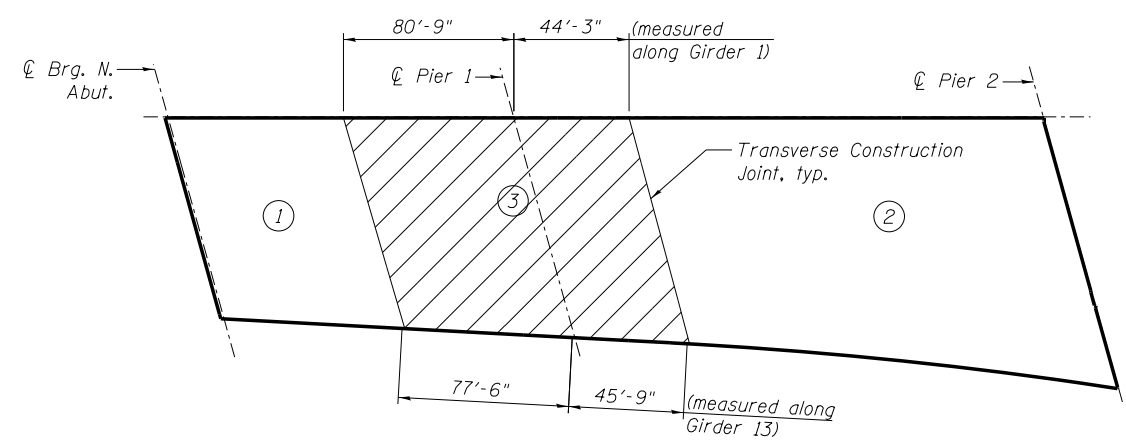 80'-9"
44'-3"
(measured
along Girder 1)
℄ Brg. N.
Abut.
℄ Pier 1
℄ Pier 2
Transverse Construction
Joint, typ.
1
3
2
77'-6"
45'-9"
(measured along
Girder 13)